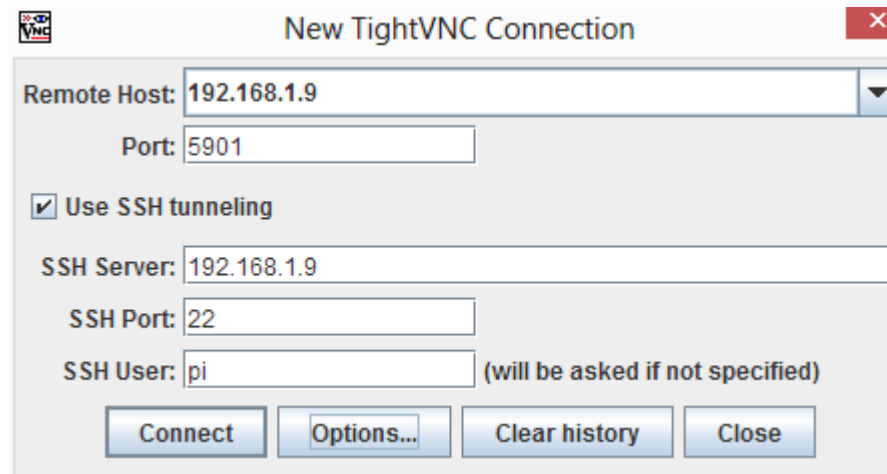 VNC
New TightVNC Connection
Remote Host: 192.168.1.9
Port: 5901
Use SSH tunneling
SSH Server: 192.168.1.9
SSH Port: 22
SSH User: pi (will be asked if not specified)
Connect Options... Clear history Close